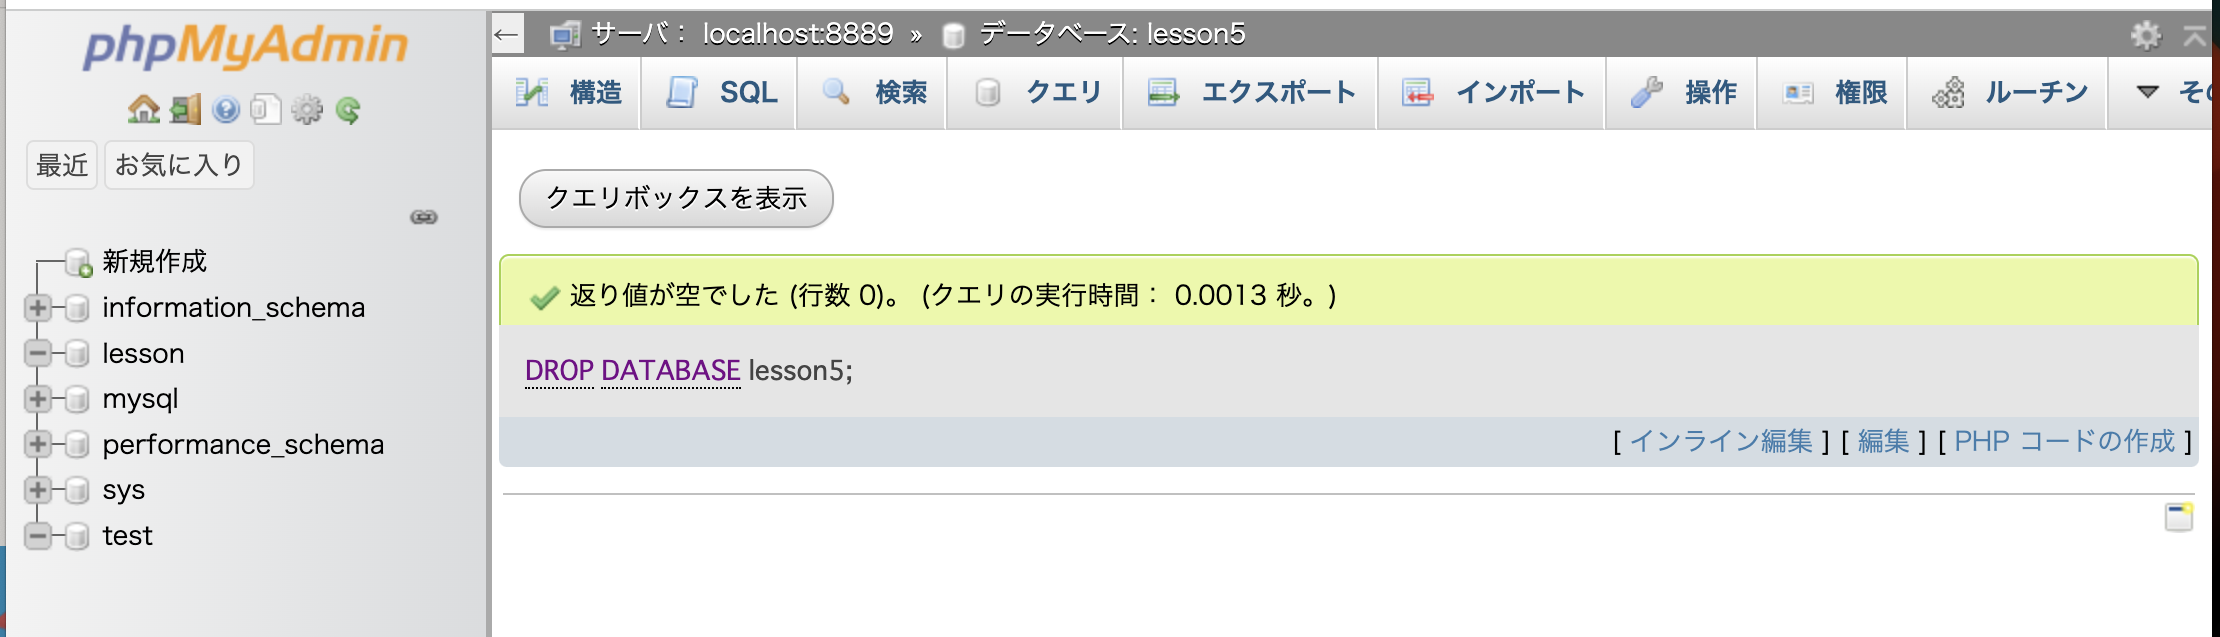 phpMyAdmin
最近 お気に入り
新規作成
information_schema
lesson
mysql
performance_schema
sys
test
← サーバ： localhost:8889 » データベース: lesson5
構造 SQL 検索 クエリ エクスポート インポート 操作 権限 ルーチン ▼ その
クエリボックスを表示
返り値が空でした (行数 0)。 (クエリの実行時間： 0.0013 秒。)
DROP DATABASE lesson5;
[ インライン編集 ] [ 編集 ] [ PHP コードの作成 ]